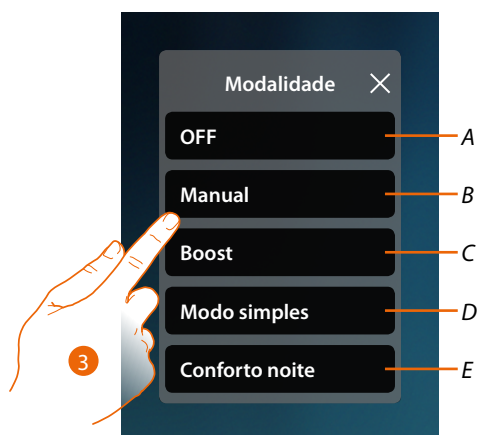 Modalidade
OFF A
Manual B
Boost C
Modo simples D
Conforto noite E
3